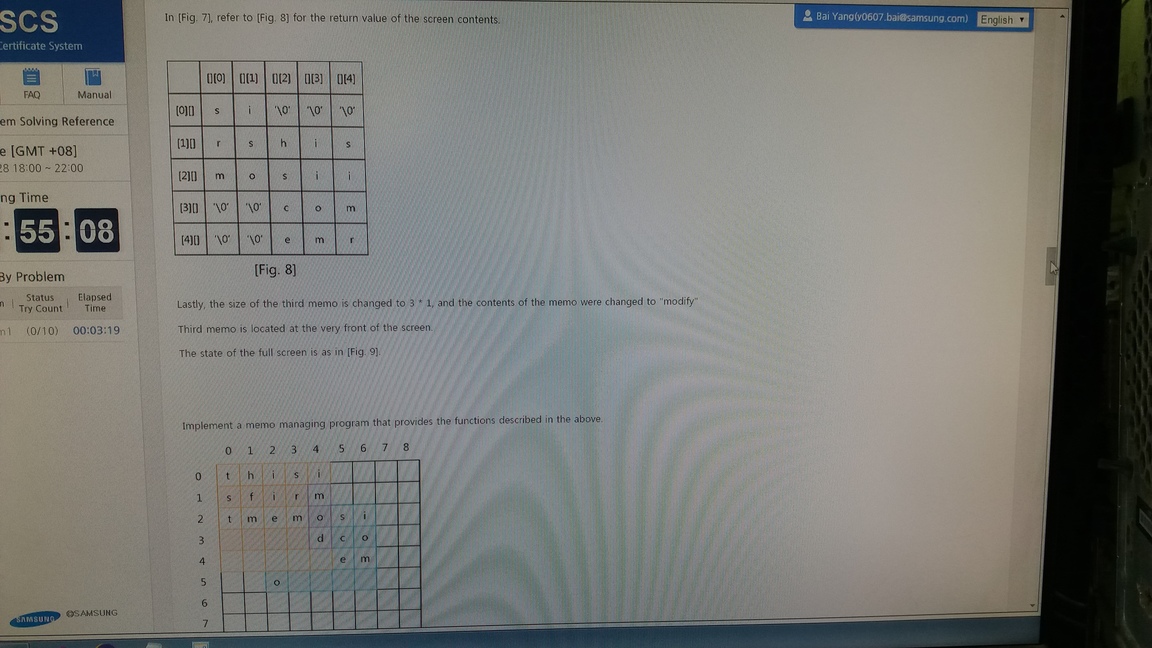 SCS
Certificate System
FAQ
Manual
em Solving Reference
e [GMT +08]
28 18:00 ~ 22:00
ng Time
: 55 : 08
By Problem
n | Status Try Count | Elapsed Time
n1 (0/10) 00:03:19
SAMSUNG ©SAMSUNG
Bai Yang(y0607.bai@samsung.com) English ▼
In [Fig. 7], refer to [Fig. 8] for the return value of the screen contents.
[][0] [][1] [][2] [][3] [][4]
[0][] s i '\0' '\0' '\0'
[1][] r s h i s
[2][] m o s i i
[3][] '\0' '\0' c o m
[4][] '\0' '\0' e m r
[Fig. 8]
Lastly, the size of the third memo is changed to 3 * 1, and the contents of the memo were changed to "modify"
Third memo is located at the very front of the screen.
The state of the full screen is as in [Fig. 9].
Implement a memo managing program that provides the functions described in the above.
0 1 2 3 4 5 6 7 8
0 t h i s i
1 s f i r m
2 t m e m o s i
3 d c o
4 e m
5 o
6
7